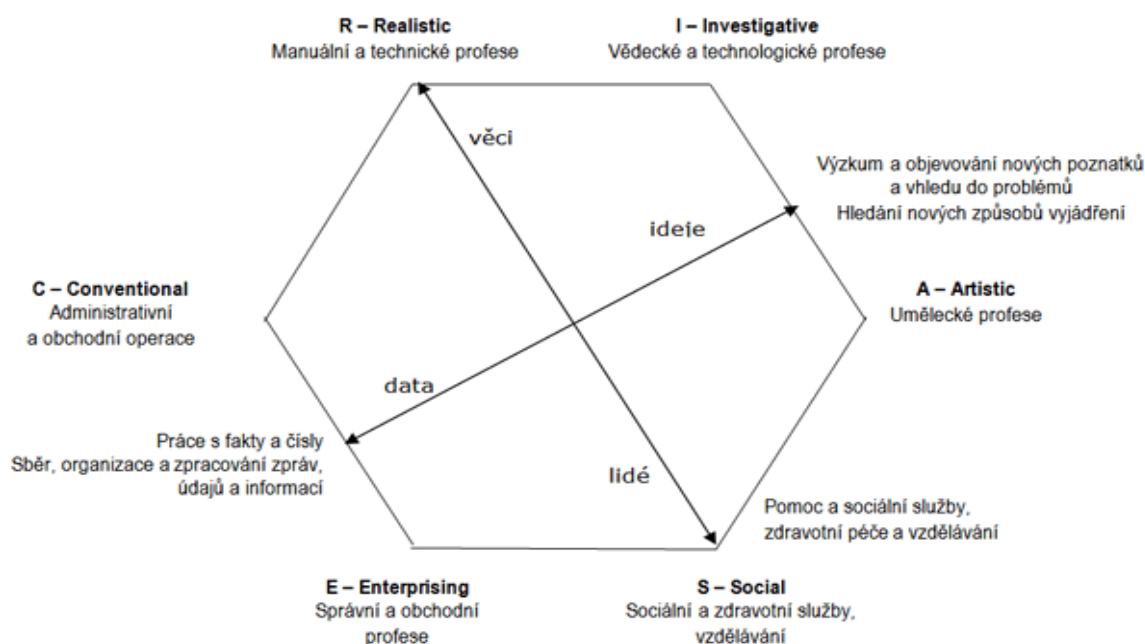 R – Realistic
Manuální a technické profese
I – Investigative
Vědecké a technologické profese
věci
Výzkum a objevování nových poznatků
a vhledu do problémů
Hledání nových způsobů vyjádření
ideje
C – Conventional
Administrativní
a obchodní operace
A – Artistic
Umělecké profese
data
Práce s fakty a čísly
Sběr, organizace a zpracování zpráv,
údajů a informací
lidé
Pomoc a sociální služby,
zdravotní péče a vzdělávání
E – Enterprising
Správní a obchodní
profese
S – Social
Sociální a zdravotní služby,
vzdělávání